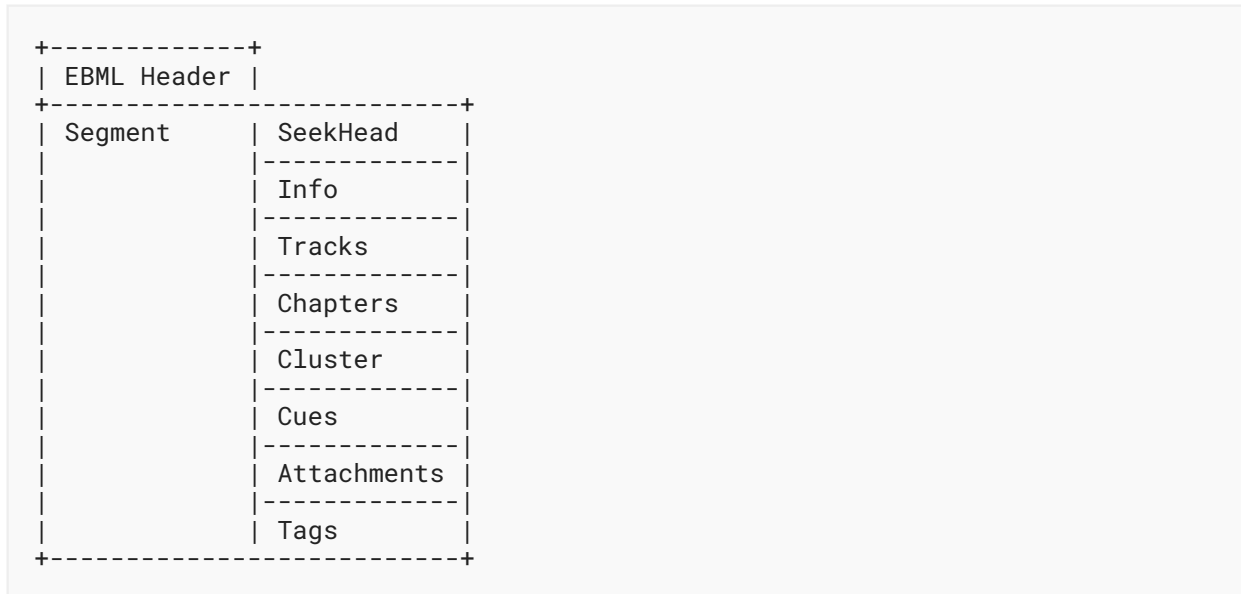 +-------------+
| EBML Header |
+---------------------------+
| Segment     | SeekHead    |
|             |-------------|
|             | Info        |
|             |-------------|
|             | Tracks      |
|             |-------------|
|             | Chapters    |
|             |-------------|
|             | Cluster     |
|             |-------------|
|             | Cues        |
|             |-------------|
|             | Attachments |
|             |-------------|
|             | Tags        |
+---------------------------+